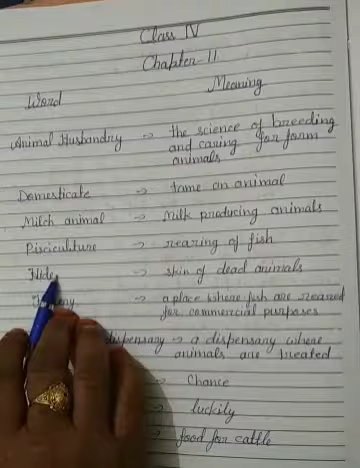 Class IV
Chapter-11
Word Meaning
Animal Husbandry -> the science of breeding
and caring for farm
animals
Domesticate -> tame an animal
Milch animal -> Milk producing animals
Pisciculture -> rearing of fish
Hide -> skin of dead animals
-> a place where fish are reared
for commercial purposes
dispensary -> a dispensary where
animals are treated
-> Chance
-> luckily
-> food for cattle